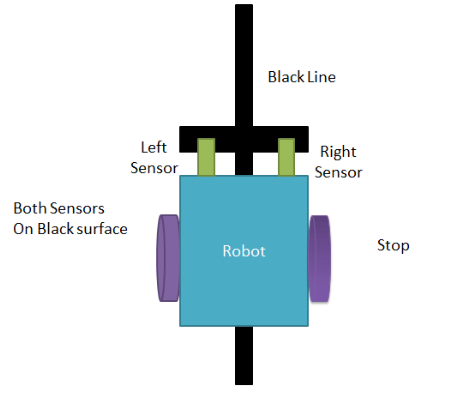 Black Line
Left
Sensor
Right
Sensor
Both Sensors
On Black surface
Robot
Stop